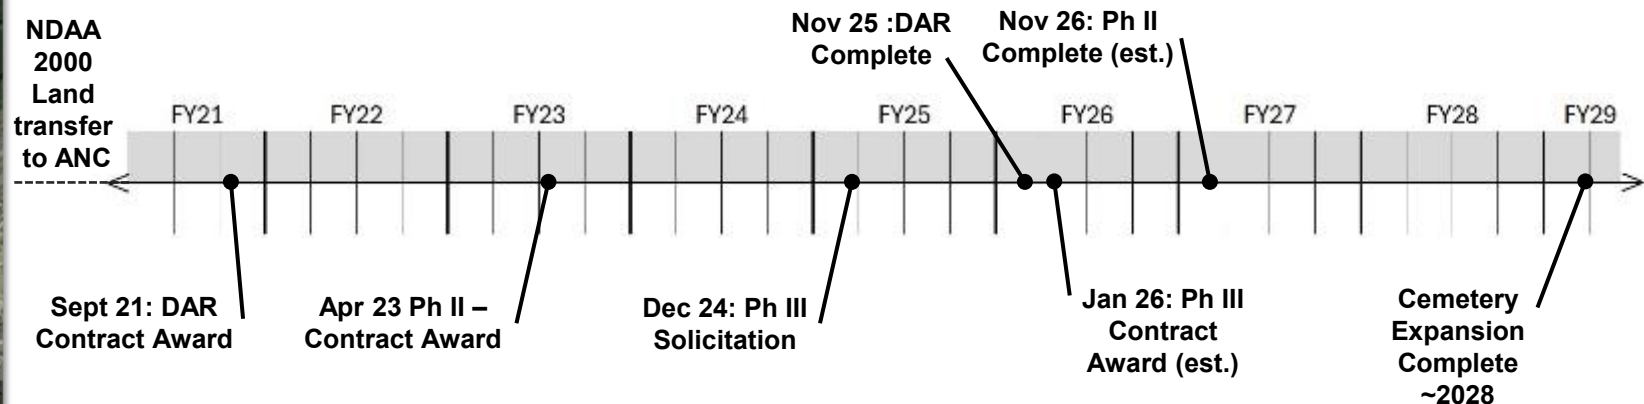 NDAA
2000
Land
transfer
to ANC
Nov 25 :DAR
Complete
Nov 26: Ph II
Complete (est.)
FY21
FY22
FY23
FY24
FY25
FY26
FY27
FY28
FY29
Sept 21: DAR
Contract Award
Apr 23 Ph II –
Contract Award
Dec 24: Ph III
Solicitation
Jan 26: Ph III
Contract
Award (est.)
Cemetery
Expansion
Complete
~2028